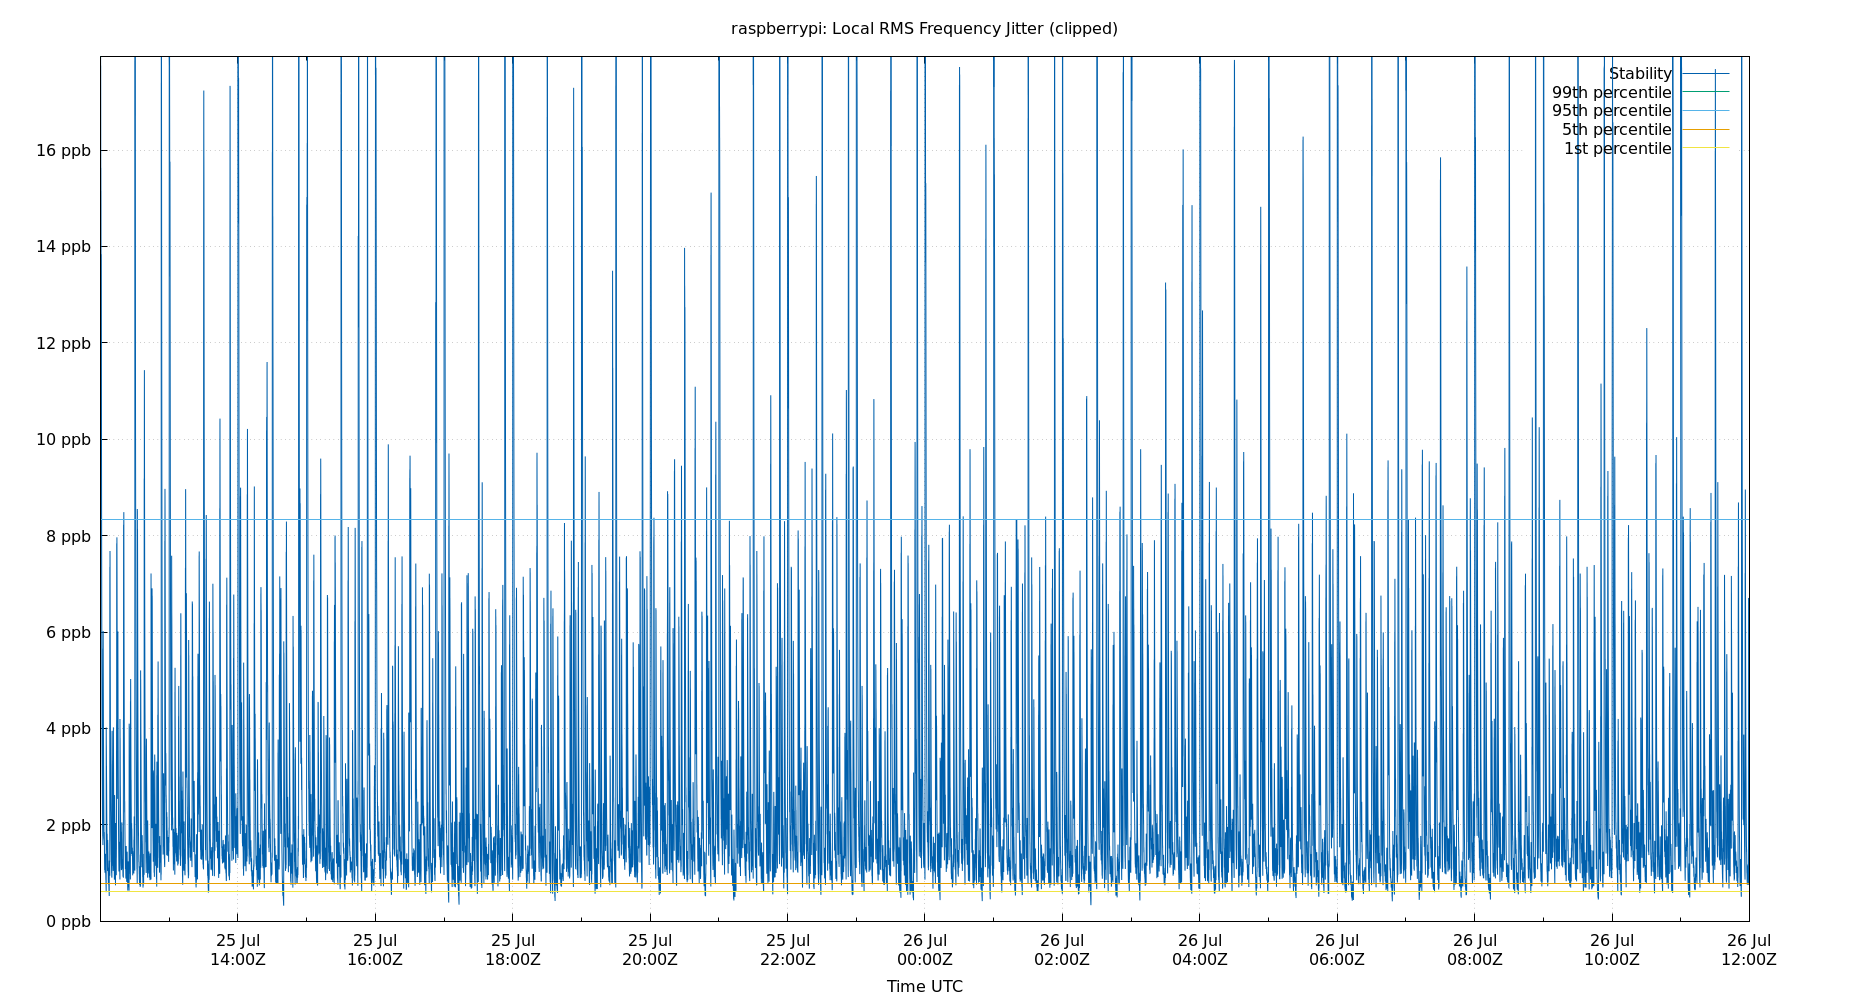 raspberrypi: Local RMS Frequency Jitter (clipped)
Stability
99th percentile
95th percentile
5th percentile
1st percentile
16 ppb
14 ppb
12 ppb
10 ppb
8 ppb
6 ppb
4 ppb
2 ppb
0 ppb
25 Jul 25 Jul 25 Jul 25 Jul 25 Jul 26 Jul 26 Jul 26 Jul 26 Jul 26 Jul 26 Jul 26 Jul
14:00Z 16:00Z 18:00Z 20:00Z 22:00Z 00:00Z 02:00Z 04:00Z 06:00Z 08:00Z 10:00Z 12:00Z
Time UTC